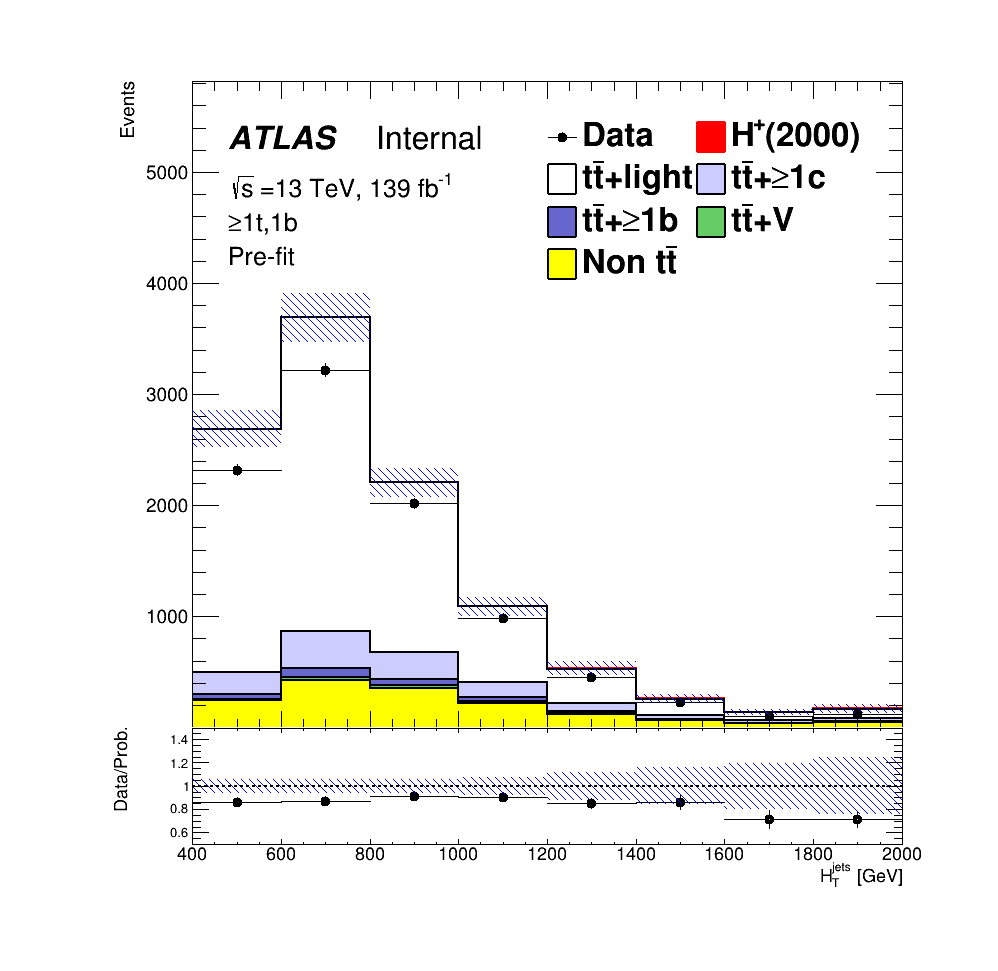 Events
ATLAS Internal
√s =13 TeV, 139 fb⁻¹
≥1t,1b
Pre-fit
Data
H⁺(2000)
tt̄+light
tt̄+≥1c
tt̄+≥1b
tt̄+V
Non tt̄
5000
4000
3000
2000
1000
Data/Prob.
1.4
1.2
1
0.8
0.6
400 600 800 1000 1200 1400 1600 1800 2000
H_T^jets [GeV]